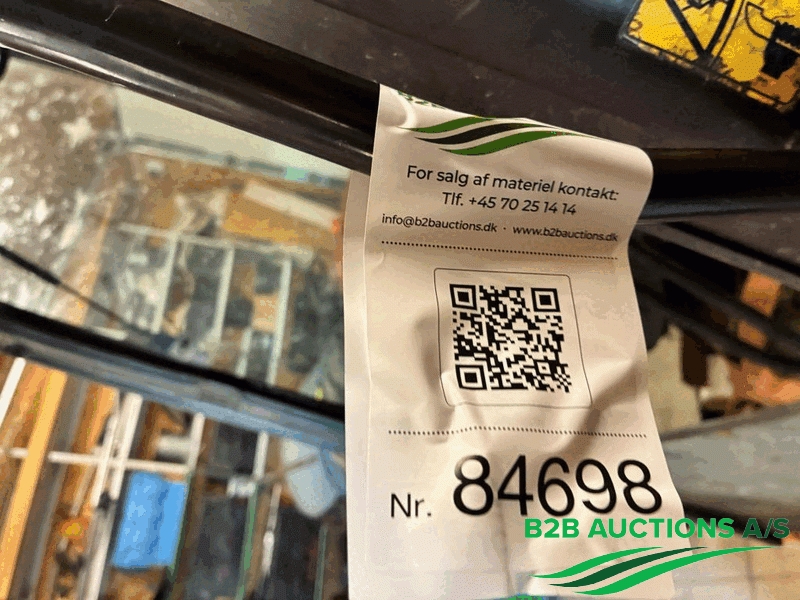 For salg af materiel kontakt:
Tlf. +45 70 25 14 14
info@b2bauctions.dk · www.b2bauctions.dk
Nr. 84698
B2B AUCTIONS A/S